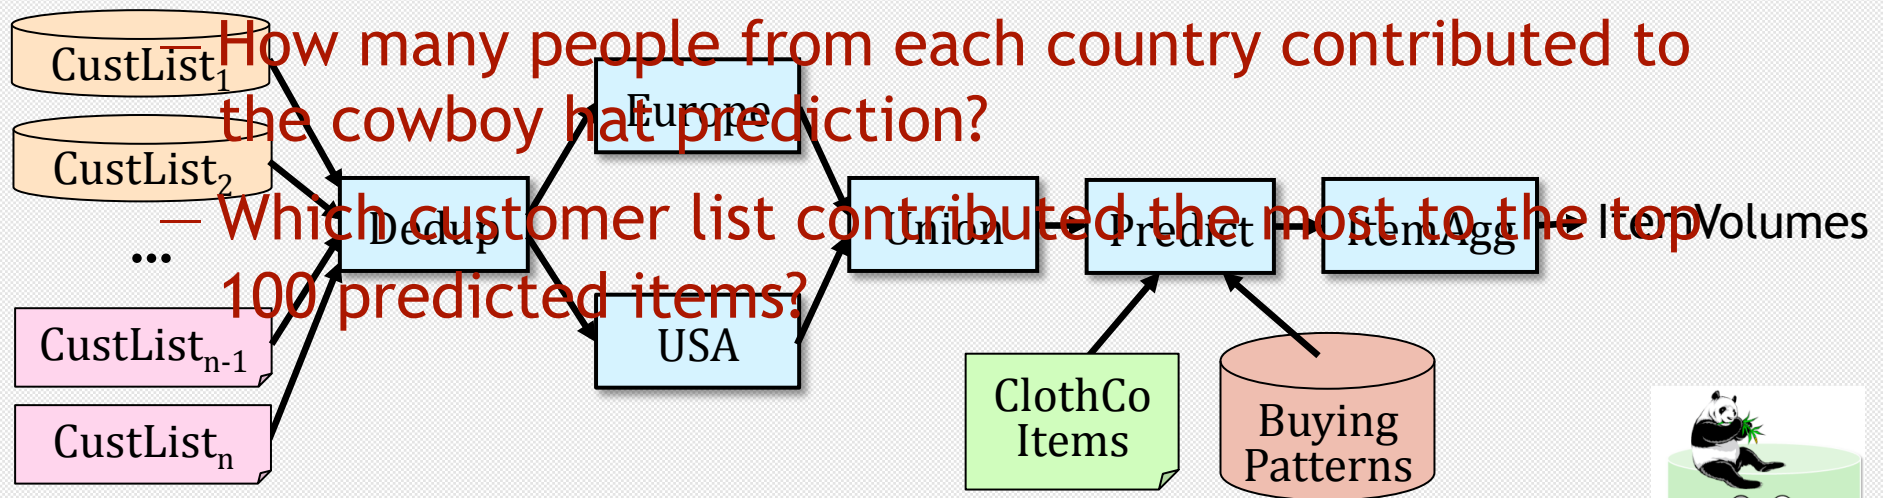 — How many people from each country contributed to
the cowboy hat prediction?
— Which customer list contributed the most to the top
100 predicted items?
CustList1
CustList2
...
CustListn-1
CustListn
Dedup
Europe
USA
Union
Predict
ItemAgg
ItemVolumes
ClothCo
Items
Buying
Patterns